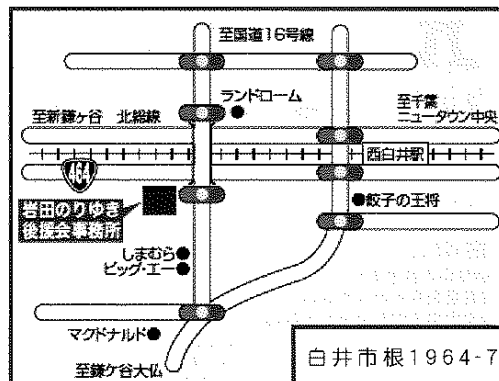 至国道16号線
ランドローム
至新鎌ヶ谷 北総線
至千葉
ニュータウン中央
西白井駅
464
岩田のりゆき
後援会事務所
餃子の王将
しまむら
ビッグ・エー
マクドナルド
至鎌ケ谷大仏
白井市根1964-7